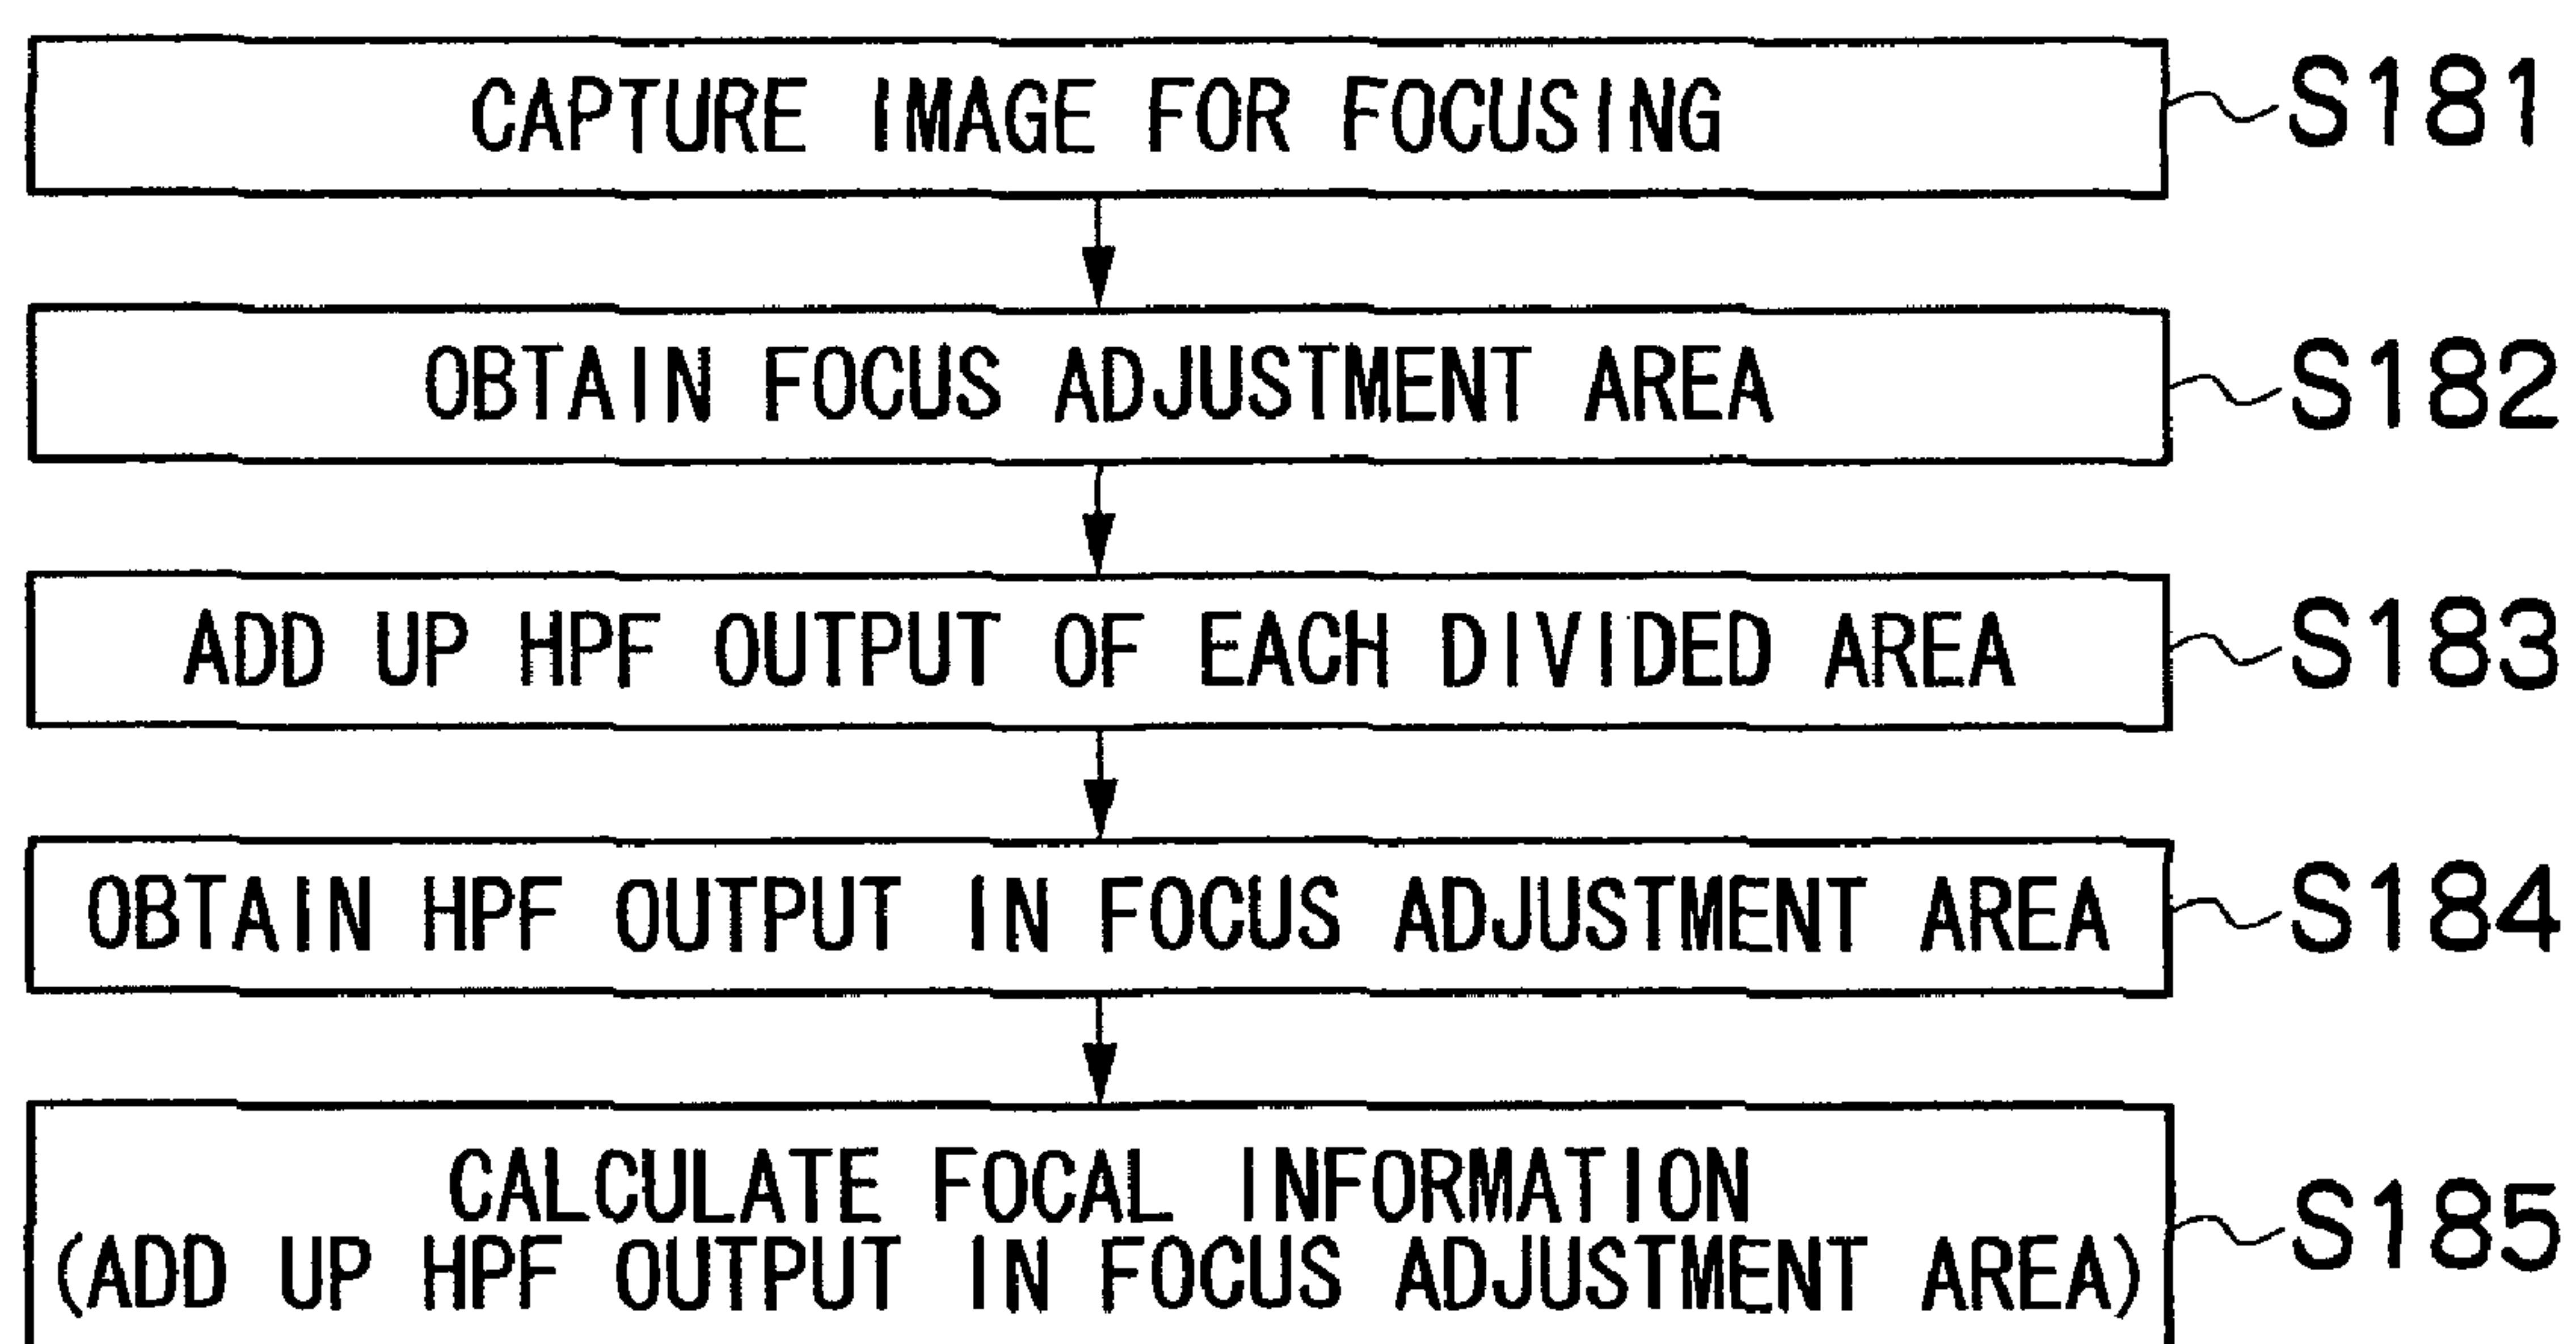 CAPTURE IMAGE FOR FOCUSING S181
OBTAIN FOCUS ADJUSTMENT AREA S182
ADD UP HPF OUTPUT OF EACH DIVIDED AREA S183
OBTAIN HPF OUTPUT IN FOCUS ADJUSTMENT AREA S184
CALCULATE FOCAL INFORMATION
(ADD UP HPF OUTPUT IN FOCUS ADJUSTMENT AREA) S185